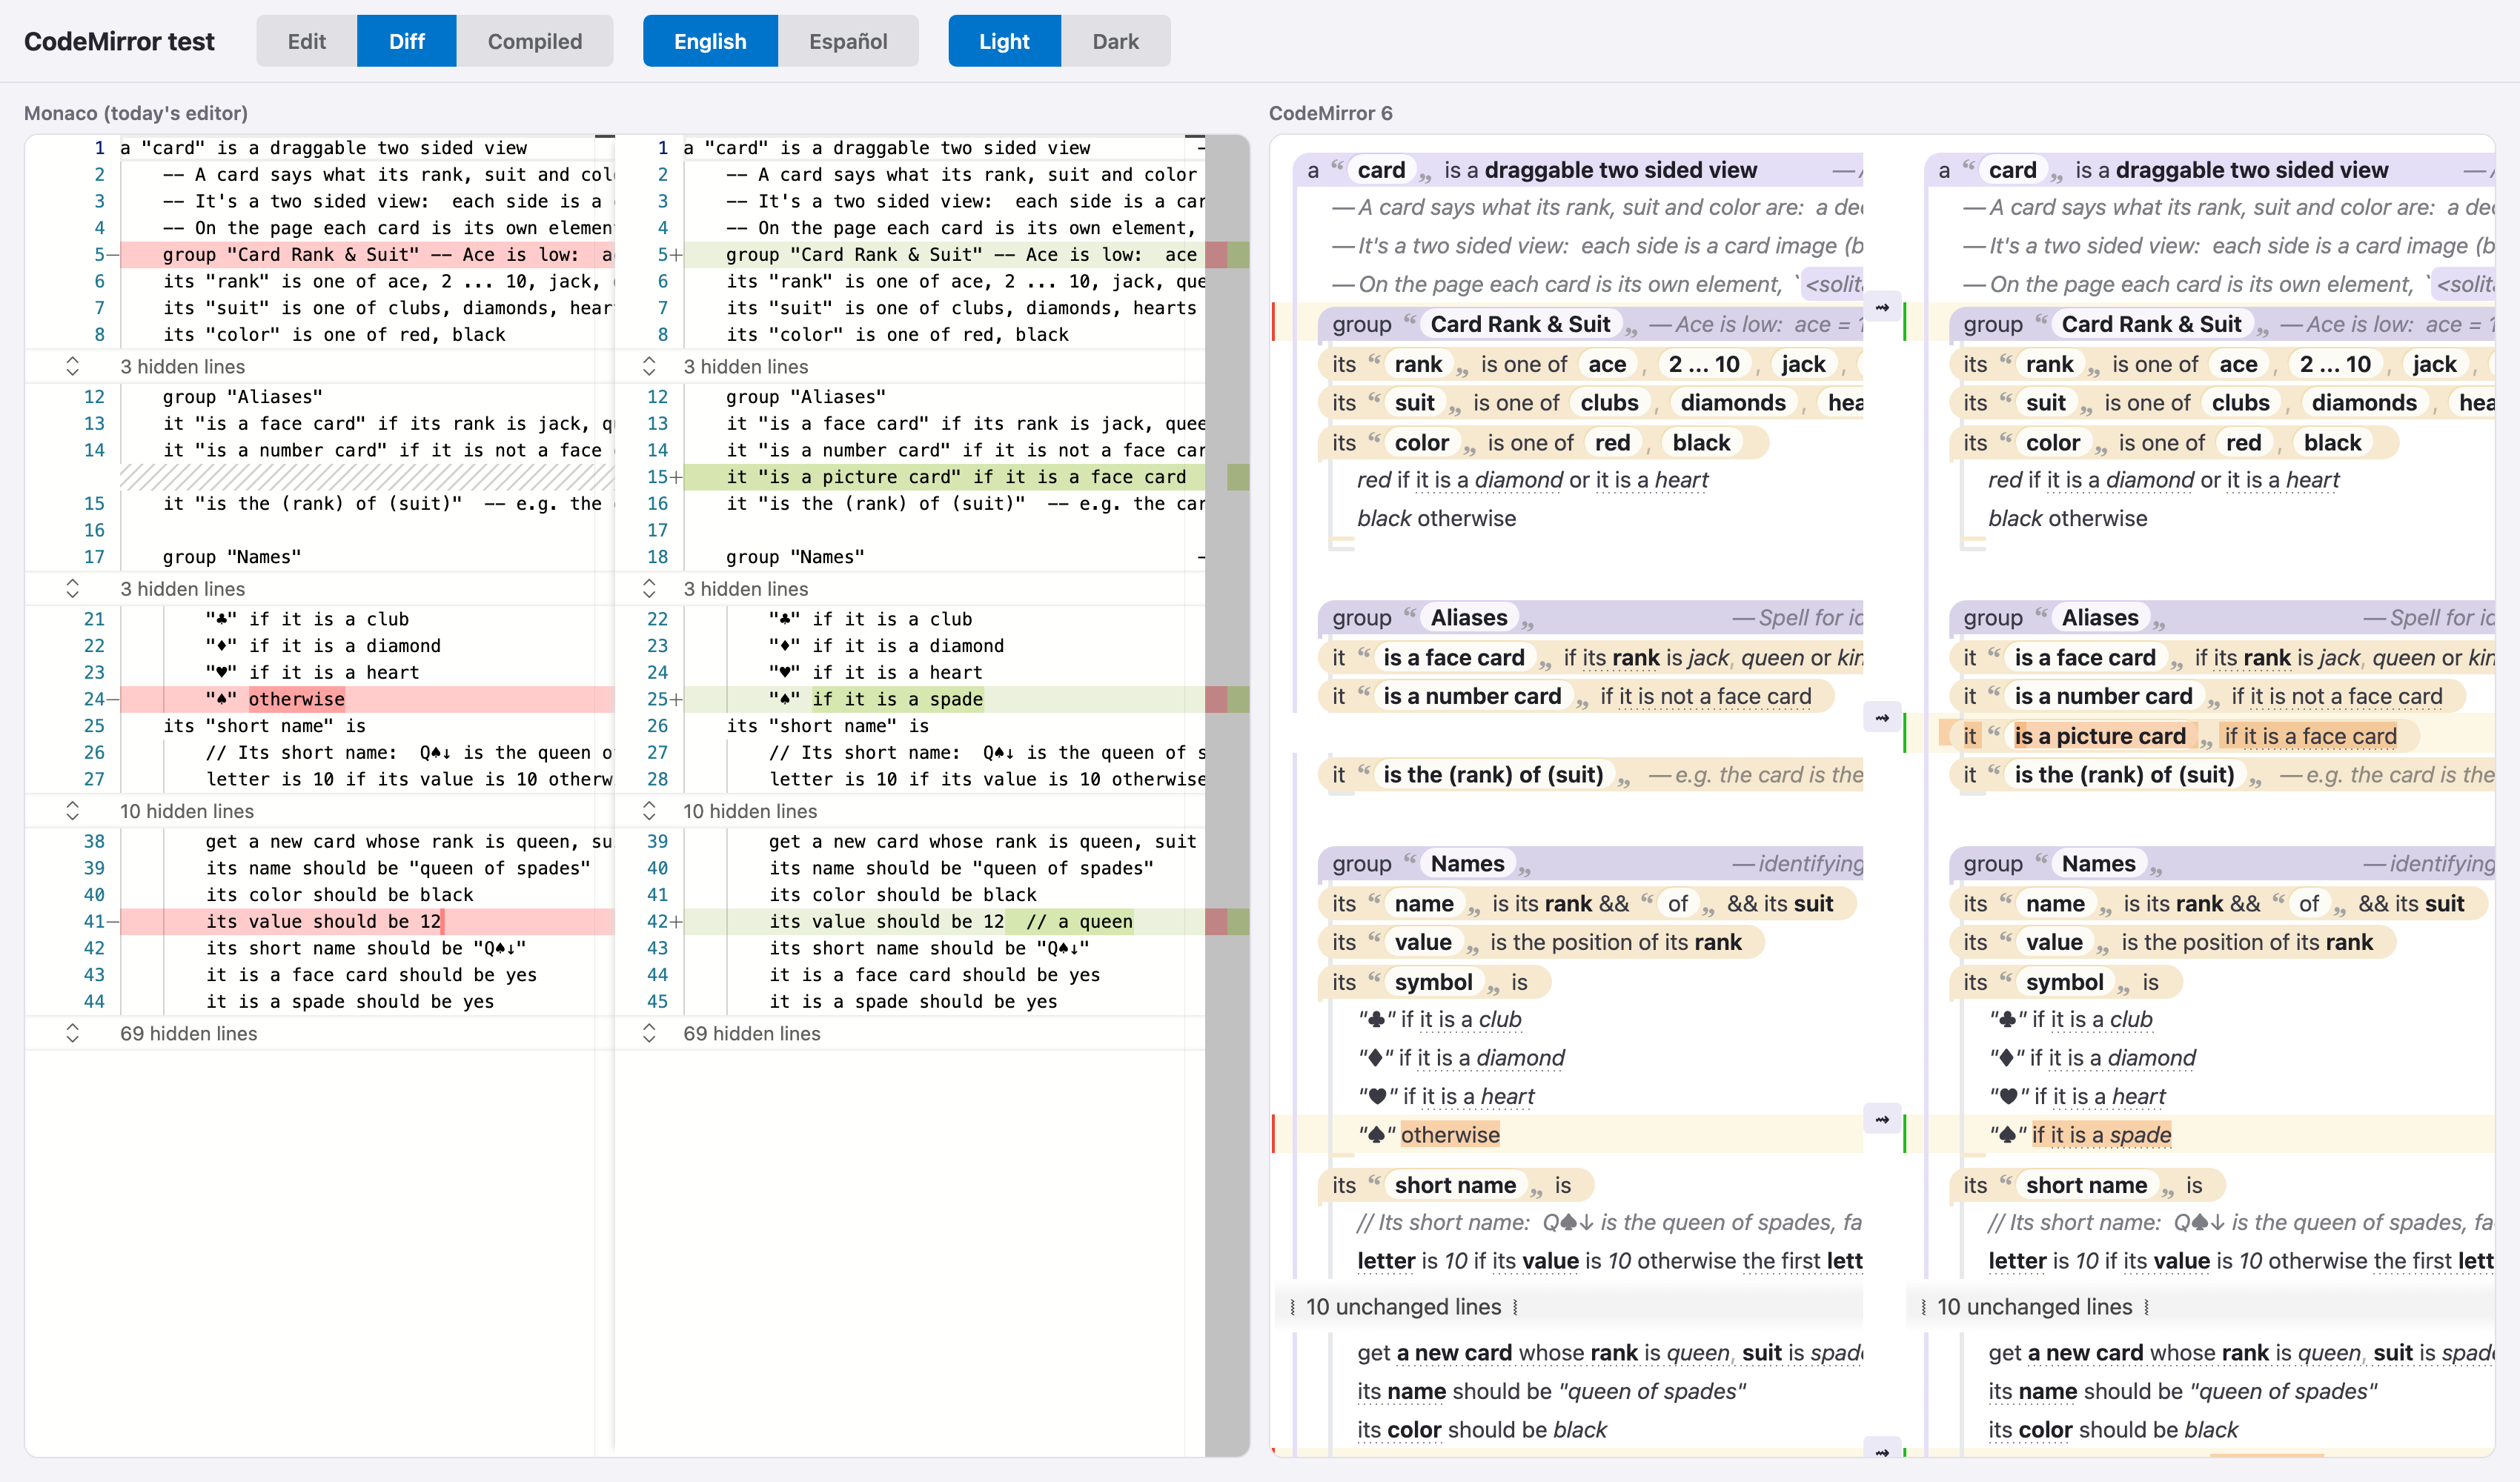 CodeMirror test Edit Diff Compiled English Español Light Dark
Monaco (today's editor)
1 a "card" is a draggable two sided view
2 -- A card says what its rank, suit and col
3 -- It's a two sided view:  each side is a
4 -- On the page each card is its own elemen
5— group "Card Rank & Suit" -- Ace is low:  a
6 its "rank" is one of ace, 2 ... 10, jack,
7 its "suit" is one of clubs, diamonds, hear
8 its "color" is one of red, black
3 hidden lines
12 group "Aliases"
13 it "is a face card" if its rank is jack, q
14 it "is a number card" if it is not a face
15 it "is the (rank) of (suit)"  -- e.g. the
16
17 group "Names"
3 hidden lines
21 "♣" if it is a club
22 "♦" if it is a diamond
23 "♥" if it is a heart
24— "♠" otherwise
25 its "short name" is
26 // Its short name:  Q♠↓ is the queen o
27 letter is 10 if its value is 10 otherw
10 hidden lines
38 get a new card whose rank is queen, su
39 its name should be "queen of spades"
40 its color should be black
41— its value should be 12
42 its short name should be "Q♠↓"
43 it is a face card should be yes
44 it is a spade should be yes
69 hidden lines
1 a "card" is a draggable two sided view
2 -- A card says what its rank, suit and color
3 -- It's a two sided view:  each side is a car
4 -- On the page each card is its own element,
5+ group "Card Rank & Suit" -- Ace is low:  ace
6 its "rank" is one of ace, 2 ... 10, jack, que
7 its "suit" is one of clubs, diamonds, hearts
8 its "color" is one of red, black
3 hidden lines
12 group "Aliases"
13 it "is a face card" if its rank is jack, quee
14 it "is a number card" if it is not a face car
15+ it "is a picture card" if it is a face card
16 it "is the (rank) of (suit)"  -- e.g. the car
17
18 group "Names"
3 hidden lines
22 "♣" if it is a club
23 "♦" if it is a diamond
24 "♥" if it is a heart
25+ "♠" if it is a spade
26 its "short name" is
27 // Its short name:  Q♠↓ is the queen of s
28 letter is 10 if its value is 10 otherwise
10 hidden lines
39 get a new card whose rank is queen, suit
40 its name should be "queen of spades"
41 its color should be black
42+ its value should be 12  // a queen
43 its short name should be "Q♠↓"
44 it is a face card should be yes
45 it is a spade should be yes
69 hidden lines
CodeMirror 6
a “ card „ is a draggable two sided view —
— A card says what its rank, suit and color are:  a de
— It's a two sided view:  each side is a card image (b
— On the page each card is its own element, `<solit
group “ Card Rank & Suit „ — Ace is low:  ace = 1
its “ rank „ is one of ace , 2 ... 10 , jack ,
its “ suit „ is one of clubs , diamonds , hea
its “ color „ is one of red , black
red if it is a diamond or it is a heart
black otherwise
group “ Aliases „ — Spell for ic
it “ is a face card „ if its rank is jack, queen or kin
it “ is a number card „ if it is not a face card
it “ is the (rank) of (suit) „ — e.g. the card is the
group “ Names „ — identifying
its “ name „ is its rank && “ of „ && its suit
its “ value „ is the position of its rank
its “ symbol „ is
"♣" if it is a club
"♦" if it is a diamond
"♥" if it is a heart
"♠" otherwise
its “ short name „ is
// Its short name:  Q♠↓ is the queen of spades, fa
letter is 10 if its value is 10 otherwise the first lett
10 unchanged lines
get a new card whose rank is queen, suit is spad
its name should be "queen of spades"
its color should be black
a “ card „ is a draggable two sided view —
— A card says what its rank, suit and color are:  a de
— It's a two sided view:  each side is a card image (b
— On the page each card is its own element, `<solit
group “ Card Rank & Suit „ — Ace is low:  ace = 1
its “ rank „ is one of ace , 2 ... 10 , jack ,
its “ suit „ is one of clubs , diamonds , hea
its “ color „ is one of red , black
red if it is a diamond or it is a heart
black otherwise
group “ Aliases „ — Spell for ic
it “ is a face card „ if its rank is jack, queen or kin
it “ is a number card „ if it is not a face card
it “ is a picture card „ if it is a face card
it “ is the (rank) of (suit) „ — e.g. the card is the
group “ Names „ — identifying
its “ name „ is its rank && “ of „ && its suit
its “ value „ is the position of its rank
its “ symbol „ is
"♣" if it is a club
"♦" if it is a diamond
"♥" if it is a heart
"♠" if it is a spade
its “ short name „ is
// Its short name:  Q♠↓ is the queen of spades, fa
letter is 10 if its value is 10 otherwise the first lett
10 unchanged lines
get a new card whose rank is queen, suit is spad
its name should be "queen of spades"
its color should be black